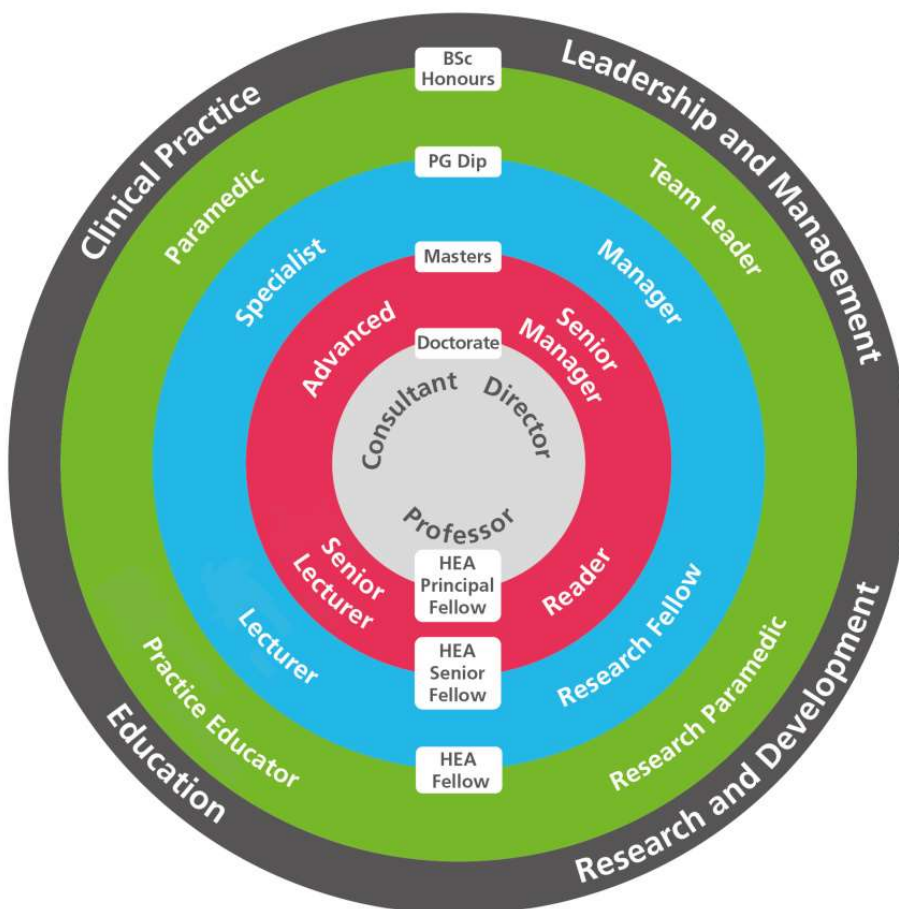 BSc
Honours
Clinical Practice
Leadership and Management
PG Dip
Paramedic
Team Leader
Masters
Specialist
Manager
Doctorate
Advanced
Senior
Manager
Consultant
Director
Professor
HEA
Principal
Fellow
Senior
Lecturer
Reader
HEA
Senior
Fellow
Lecturer
Research Fellow
HEA
Fellow
Practice Educator
Research Paramedic
Education
Research and Development